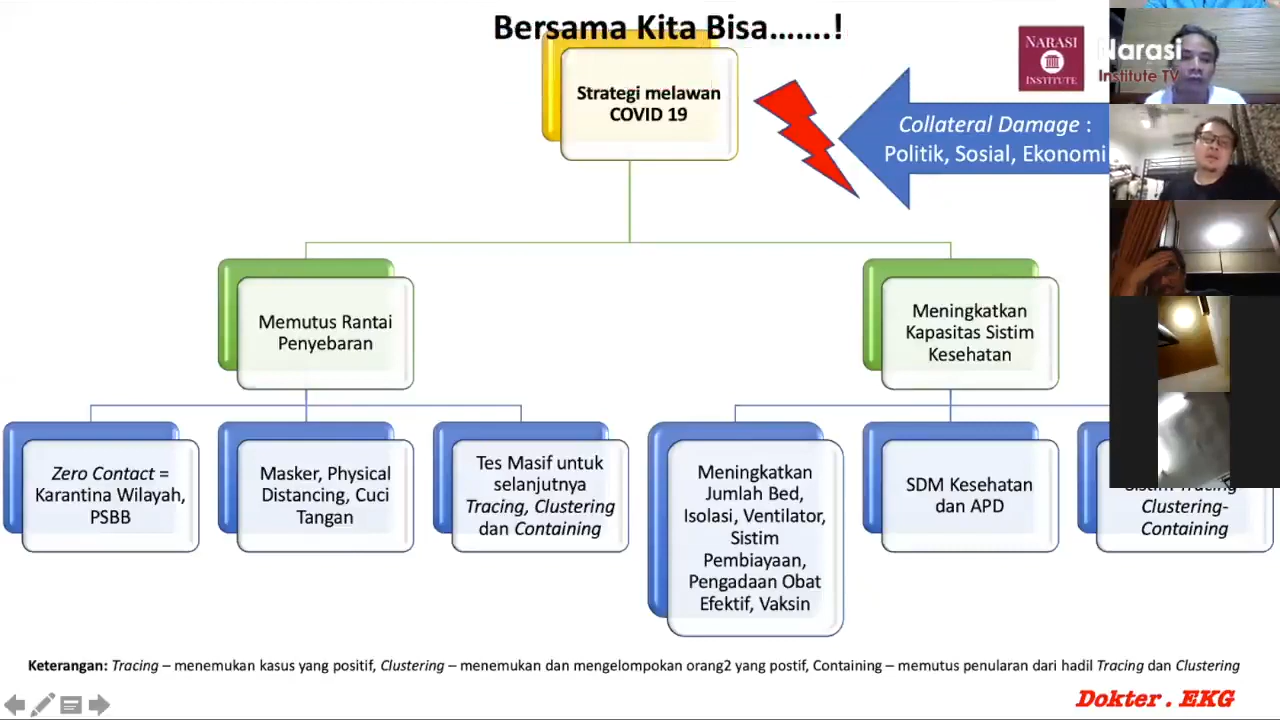 Bersama Kita Bisa…….!
NARASI
INSTITUTE
Narasi
Institute TV
Strategi melawan
COVID 19
Collateral Damage :
Politik, Sosial, Ekonomi
Memutus Rantai
Penyebaran
Meningkatkan
Kapasitas Sistim
Kesehatan
Zero Contact =
Karantina Wilayah,
PSBB
Masker, Physical
Distancing, Cuci
Tangan
Tes Masif untuk
selanjutnya
Tracing, Clustering
dan Containing
Meningkatkan
Jumlah Bed,
Isolasi, Ventilator,
Sistim
Pembiayaan,
Pengadaan Obat
Efektif, Vaksin
SDM Kesehatan
dan APD
Sistim Tracing
Clustering-
Containing
Keterangan: Tracing – menemukan kasus yang positif, Clustering – menemukan dan mengelompokan orang2 yang postif, Containing – memutus penularan dari hadil Tracing dan Clustering
Dokter . EKG